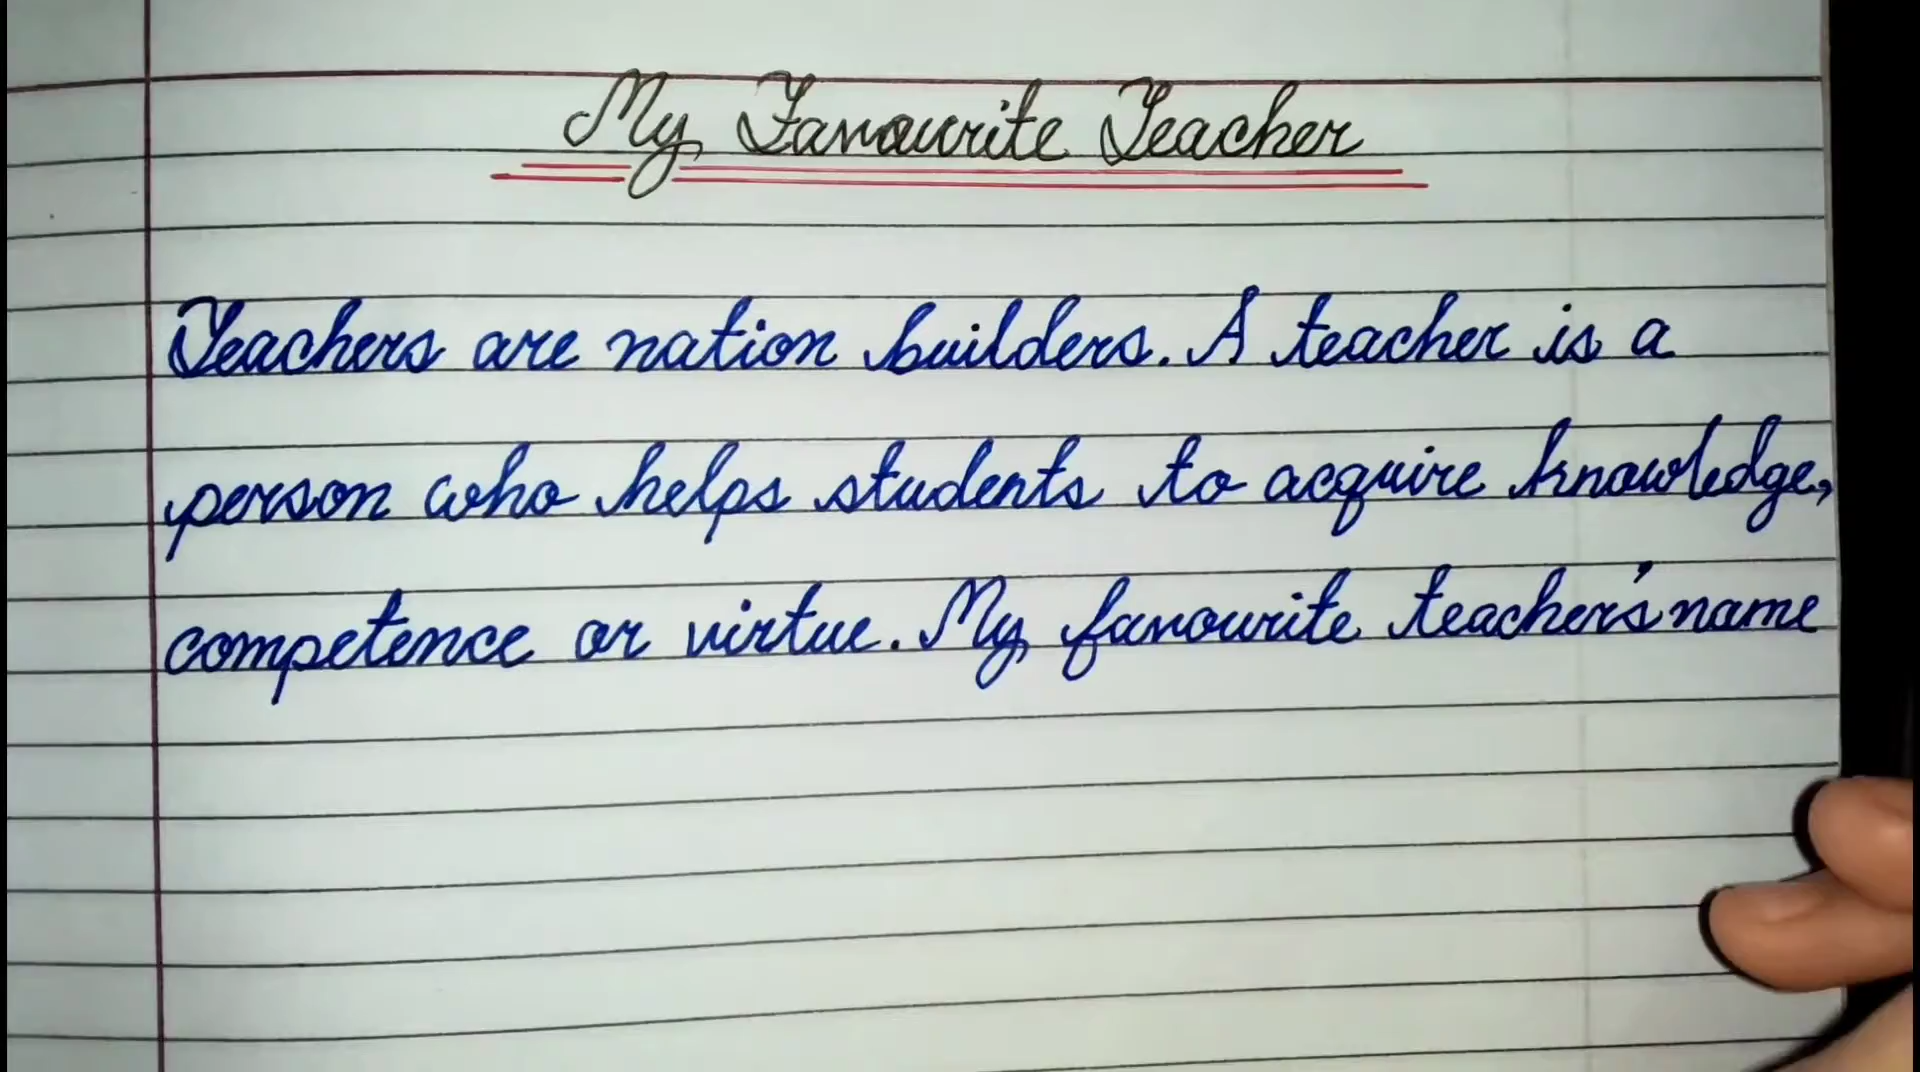 My Favourite Teacher
Teachers are nation builders. A teacher is a
person who helps students to acquire knowledge,
competence or virtue. My favourite teacher's name